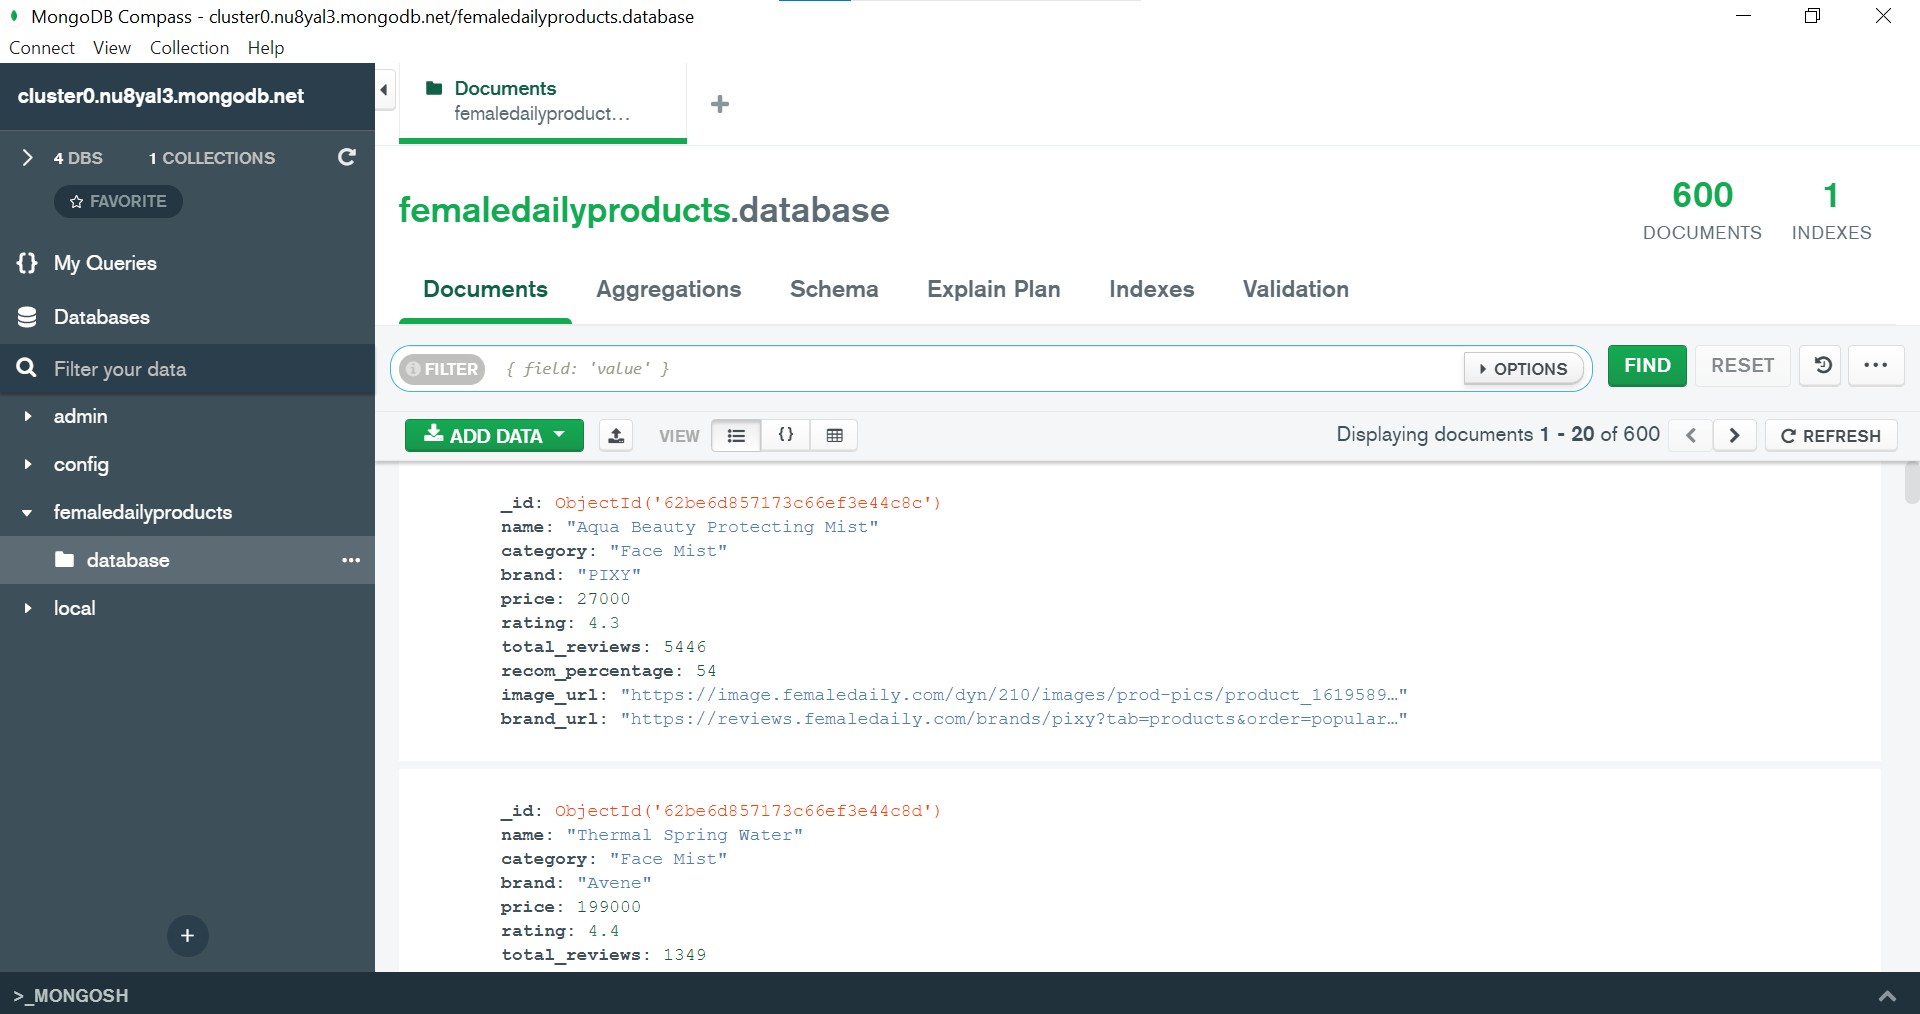 MongoDB Compass - cluster0.nu8yal3.mongodb.net/femaledailyproducts.database
Connect View Collection Help
cluster0.nu8yal3.mongodb.net
4 DBS 1 COLLECTIONS
FAVORITE
{} My Queries
Databases
Filter your data
admin
config
femaledailyproducts
database ...
local
+
Documents
femaledailyproduct...
+
femaledailyproducts.database
600 1
DOCUMENTS INDEXES
Documents Aggregations Schema Explain Plan Indexes Validation
FILTER { field: 'value' } OPTIONS FIND RESET ...
ADD DATA VIEW {} Displaying documents 1 - 20 of 600 < > REFRESH
_id: ObjectId('62be6d857173c66ef3e44c8c')
name: "Aqua Beauty Protecting Mist"
category: "Face Mist"
brand: "PIXY"
price: 27000
rating: 4.3
total_reviews: 5446
recom_percentage: 54
image_url: "https://image.femaledaily.com/dyn/210/images/prod-pics/product_1619589…"
brand_url: "https://reviews.femaledaily.com/brands/pixy?tab=products&order=popular…"
_id: ObjectId('62be6d857173c66ef3e44c8d')
name: "Thermal Spring Water"
category: "Face Mist"
brand: "Avene"
price: 199000
rating: 4.4
total_reviews: 1349
>_MONGOSH